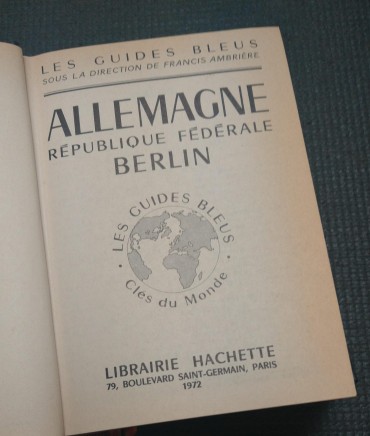 LES GUIDES BLEUS
SOUS LA DIRECTION DE FRANCIS AMBRIÈRE
ALLEMAGNE
RÉPUBLIQUE FÉDÉRALE
BERLIN
· LES GUIDES BLEUS ·
Clés du Monde
LIBRAIRIE HACHETTE
79, BOULEVARD SAINT-GERMAIN, PARIS
1972